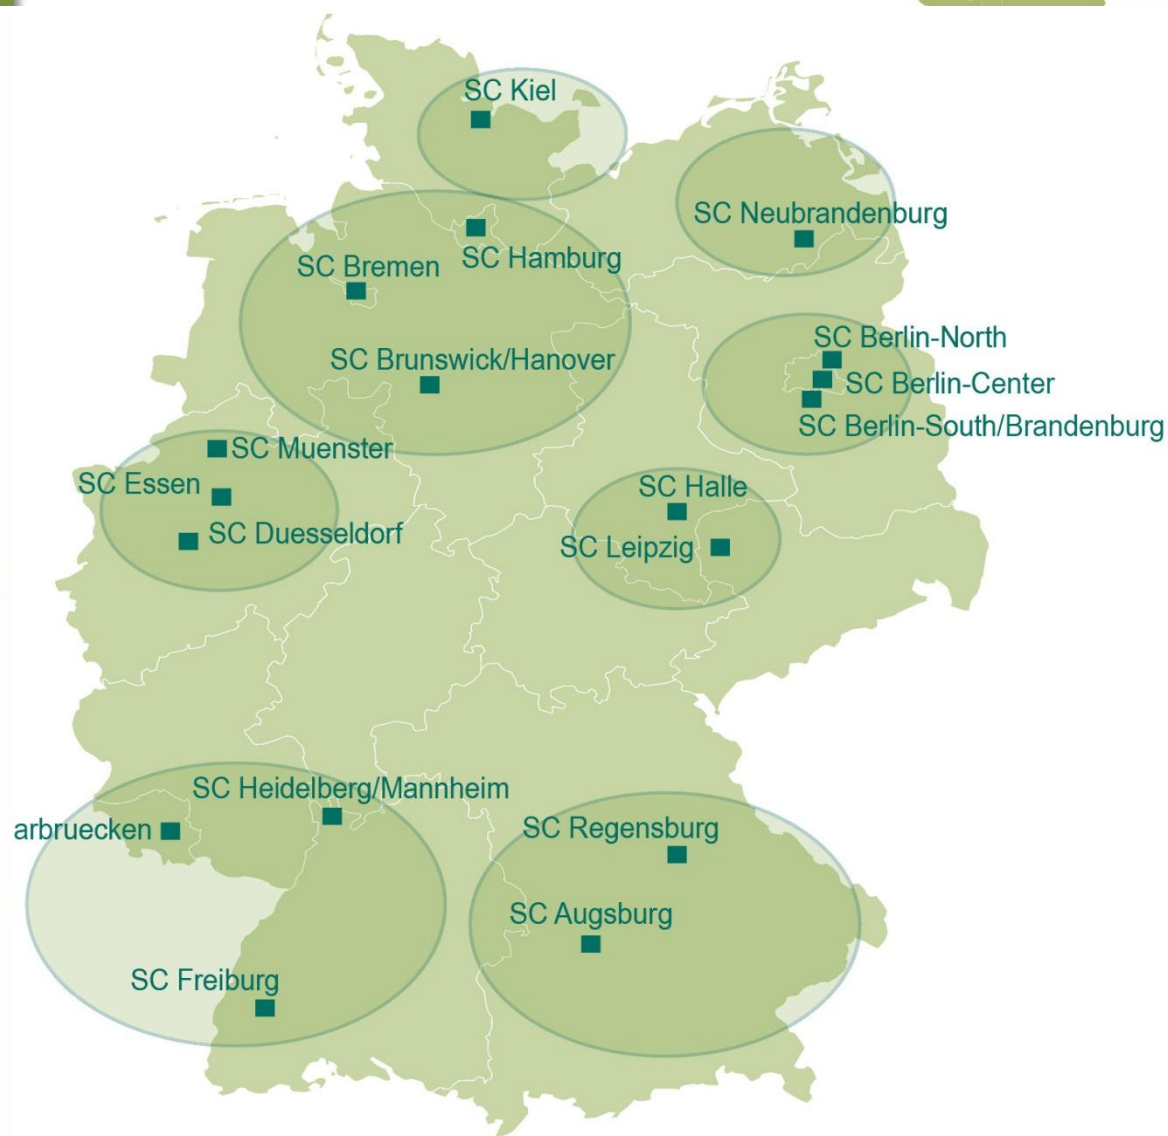 SC Kiel
SC Neubrandenburg
SC Hamburg
SC Bremen
SC Berlin-North
SC Brunswick/Hanover
SC Berlin-Center
SC Berlin-South/Brandenburg
SC Muenster
SC Essen
SC Halle
SC Duesseldorf
SC Leipzig
SC Heidelberg/Mannheim
arbruecken
SC Regensburg
SC Augsburg
SC Freiburg